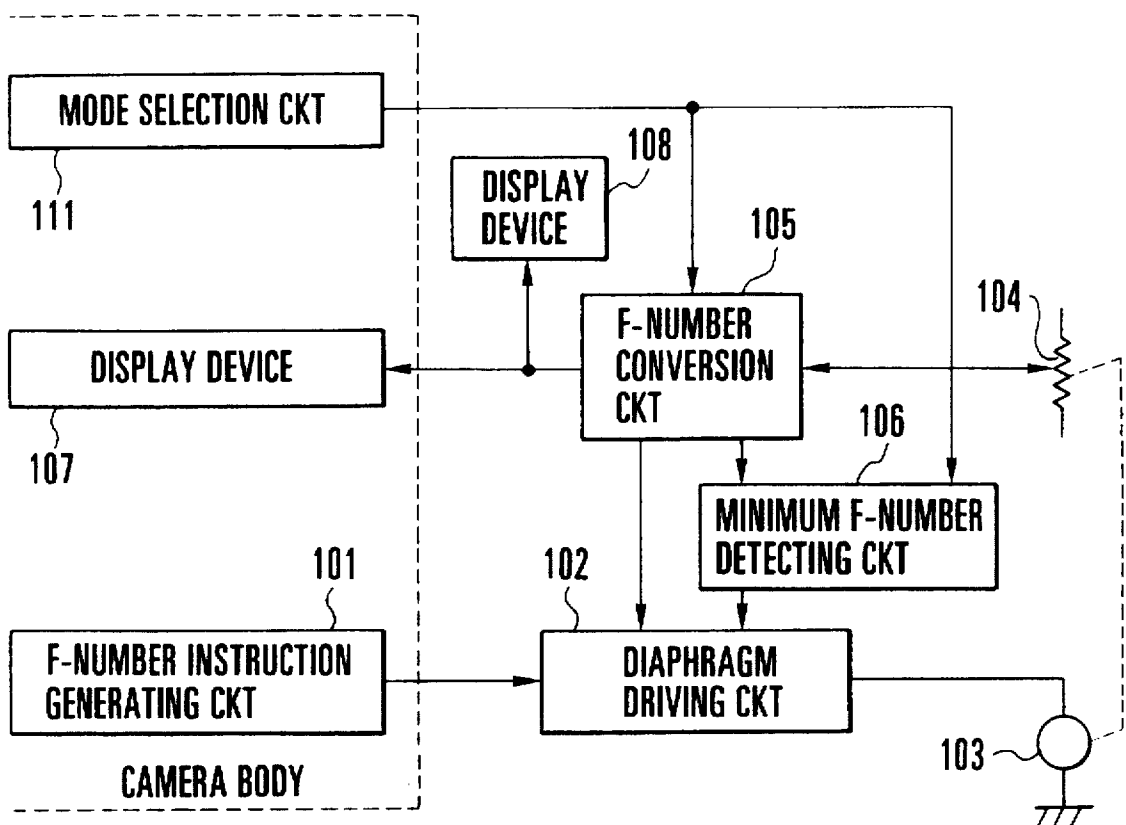 MODE SELECTION CKT
111
108
DISPLAY
DEVICE
105
104
F-NUMBER
CONVERSION
CKT
DISPLAY DEVICE
107
106
MINIMUM F-NUMBER
DETECTING CKT
101
102
F-NUMBER INSTRUCTION
GENERATING CKT
DIAPHRAGM
DRIVING CKT
103
CAMERA BODY